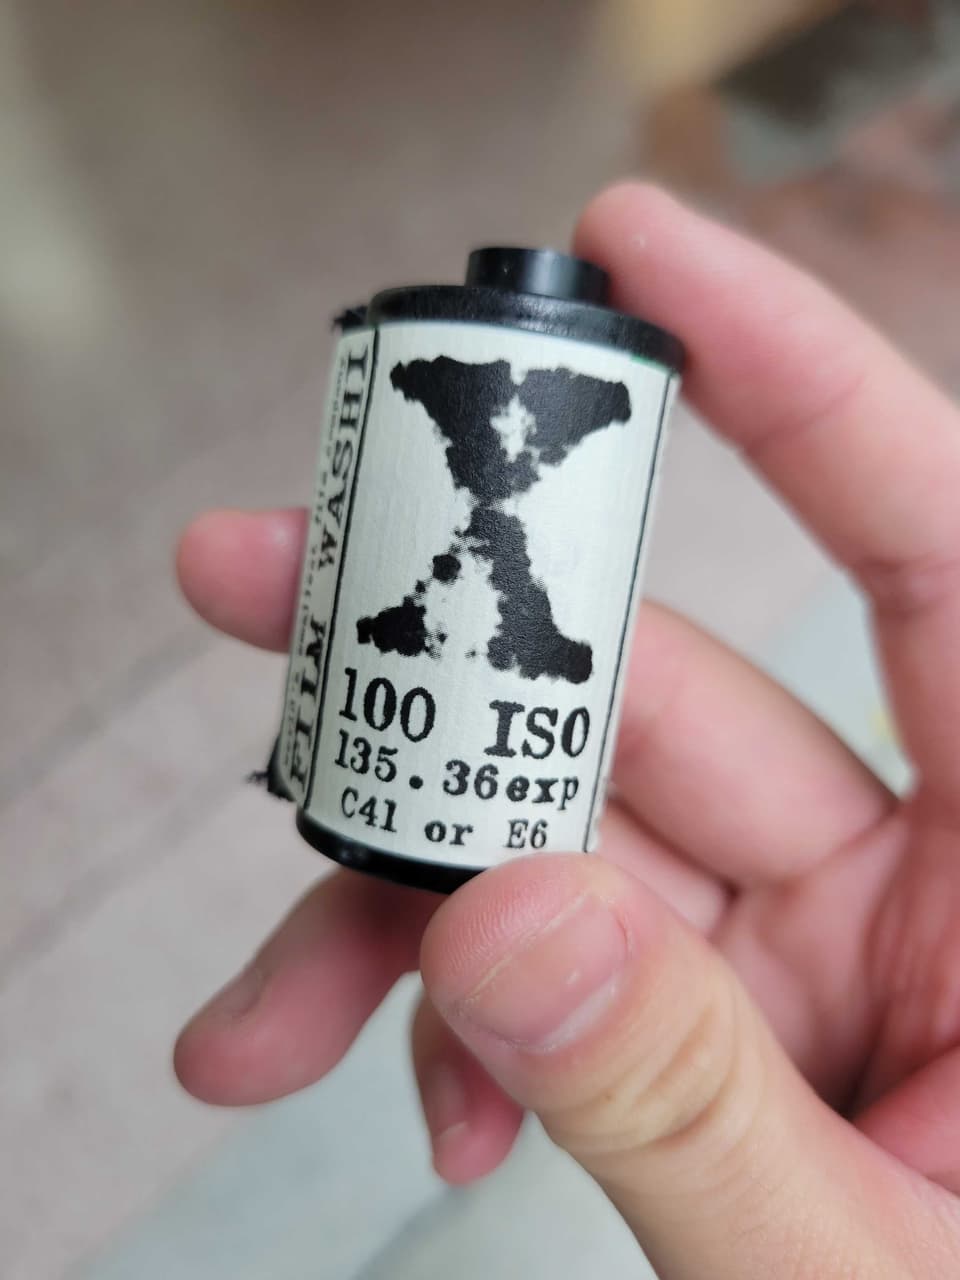 FILM WASHI
X
100 ISO
135.36exp
C41 or E6